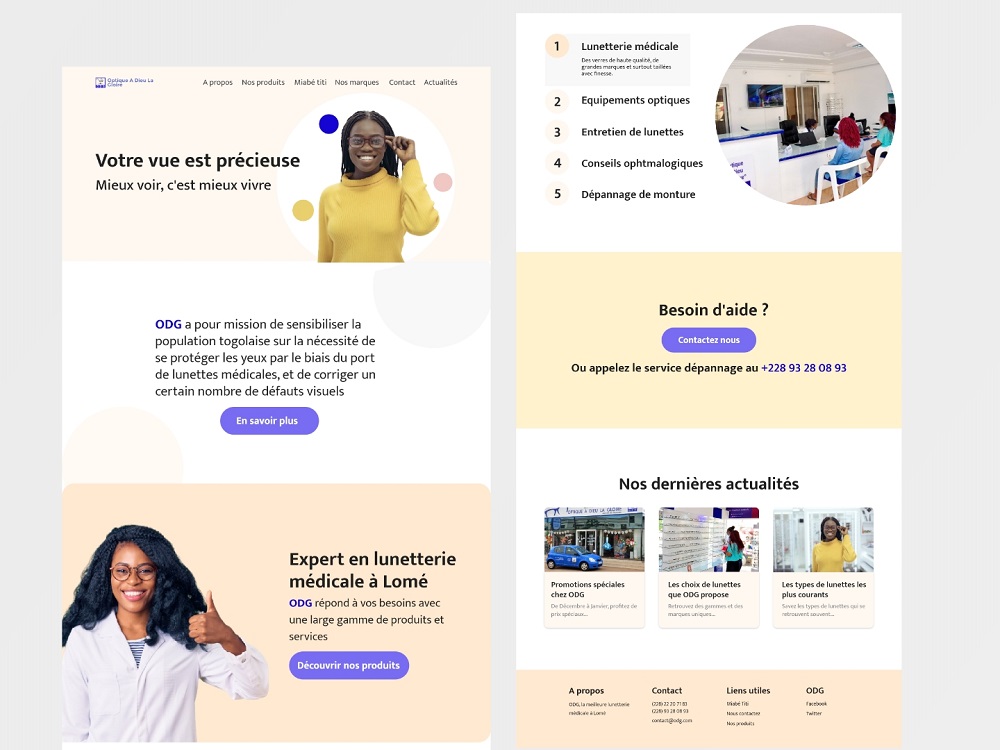 Optique A Dieu La
Gloire
A propos Nos produits Miabé titi Nos marques Contact Actualités
Votre vue est précieuse
Mieux voir, c'est mieux vivre
ODG a pour mission de sensibiliser la
population togolaise sur la nécessité de
se protéger les yeux par le biais du port
de lunettes médicales, et de corriger un
certain nombre de défauts visuels
En savoir plus
Expert en lunetterie
médicale à Lomé
ODG répond à vos besoins avec
une large gamme de produits et
services
Découvrir nos produits
1 Lunetterie médicale
Des verres de haute qualité, de
grandes marques et surtout taillées
avec finesse.
2 Equipements optiques
3 Entretien de lunettes
4 Conseils ophtmalogiques
5 Dépannage de monture
Besoin d'aide ?
Contactez nous
Ou appelez le service dépannage au +228 93 28 08 93
Nos dernières actualités
OPTIQUE A DIEU LA GLOIRE
Promotions spéciales
chez ODG
De Décembre à Janvier, profitez de
prix spéciaux...
Les choix de lunettes
que ODG propose
Retrouvez des gammes et des
marques uniques...
Les types de lunettes les
plus courants
Savez les types de lunettes qui se
retrouvent souvent...
A propos
ODG, la meilleure lunetterie
médicale à Lomé
Contact
(228) 22 20 71 83
(228) 93 28 08 93
contact@odg.com
Liens utiles
Miabé Titi
Nous contactez
Nos produits
ODG
Facebook
Twitter